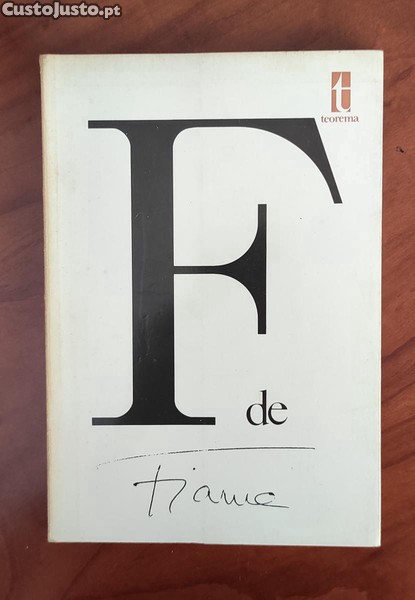 CustoJusto.pt
t
teorema
F
de
Fiama